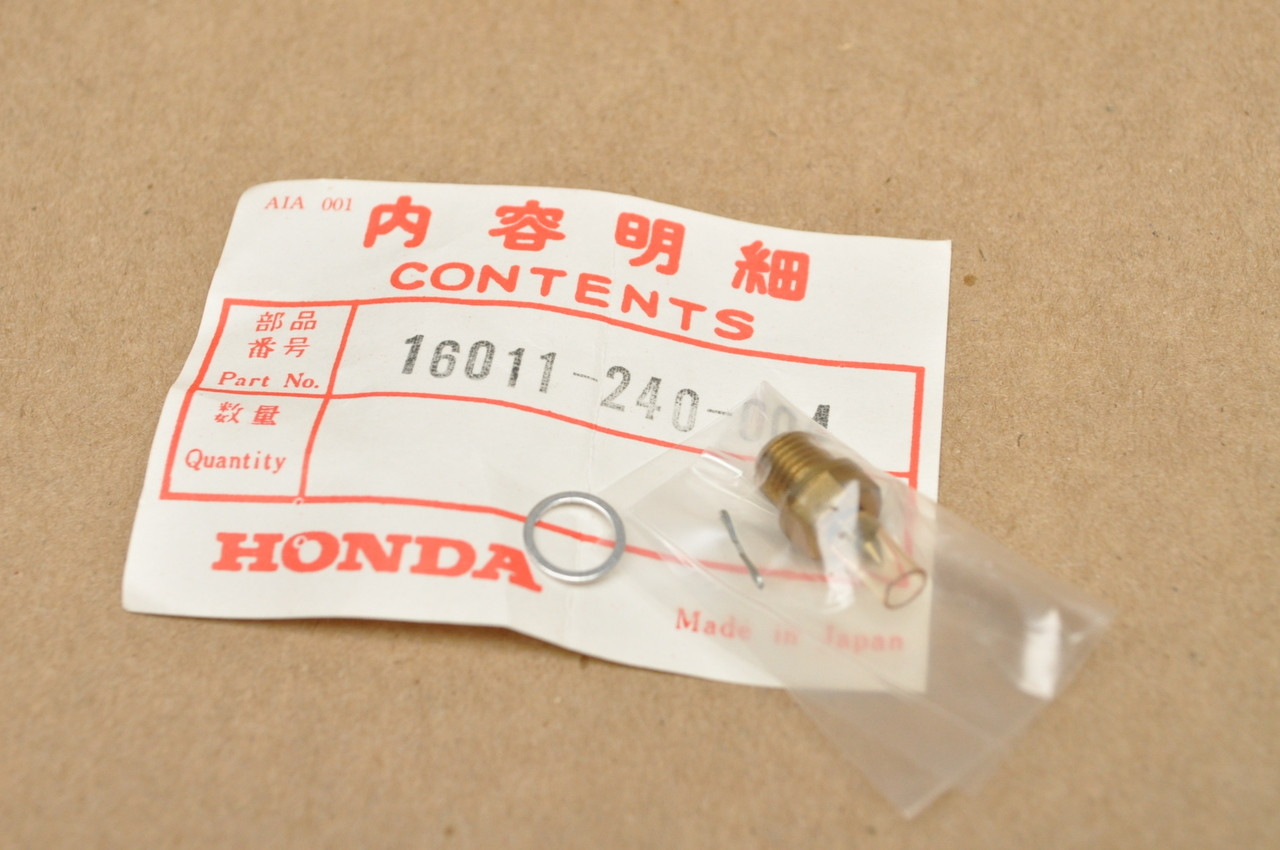 AIA 001
内容明細
CONTENTS
部品
番号
Part No.
16011-240-004
数量
Quantity
HONDA
Made in Japan